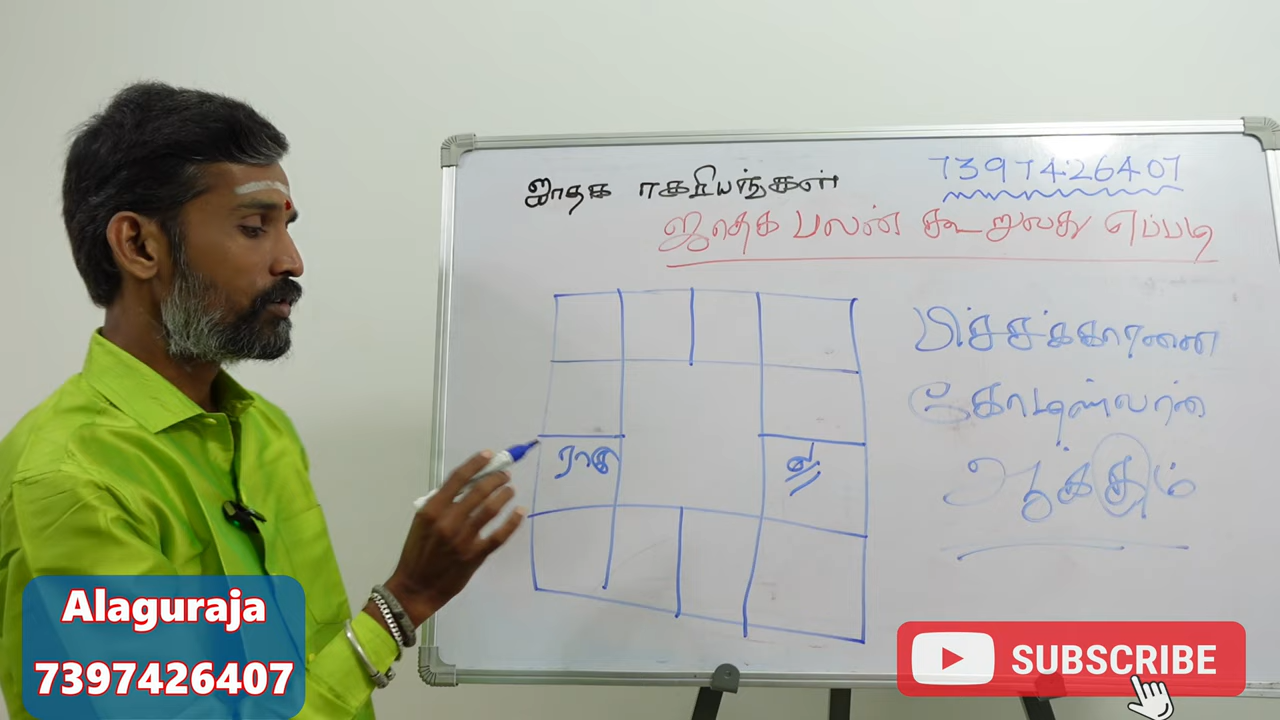 ஜாதக ரகசியங்கள்
7397426407
ஜாதக பலன் கூறுவது எப்படி
பிச்சக்காரனை
கோடிஸ்வரன்
ஆக்கும்
ராகு
Alaguraja
7397426407
SUBSCRIBE